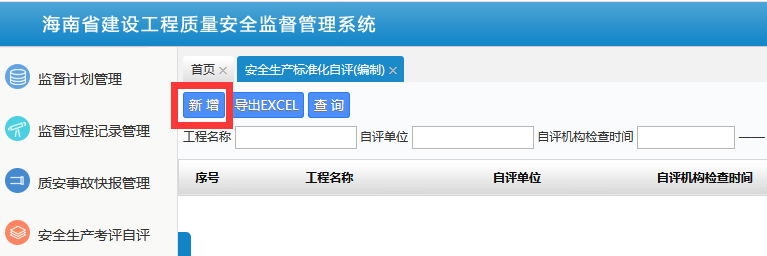 海南省建设工程质量安全监督管理系统
监督计划管理
监督过程记录管理
质安事故快报管理
安全生产考评自评
首页 × 安全生产标准化自评(编制) ×
新 增 导出EXCEL 查 询
工程名称 自评单位 自评机构检查时间 ——
序号 工程名称 自评单位 自评机构检查时间